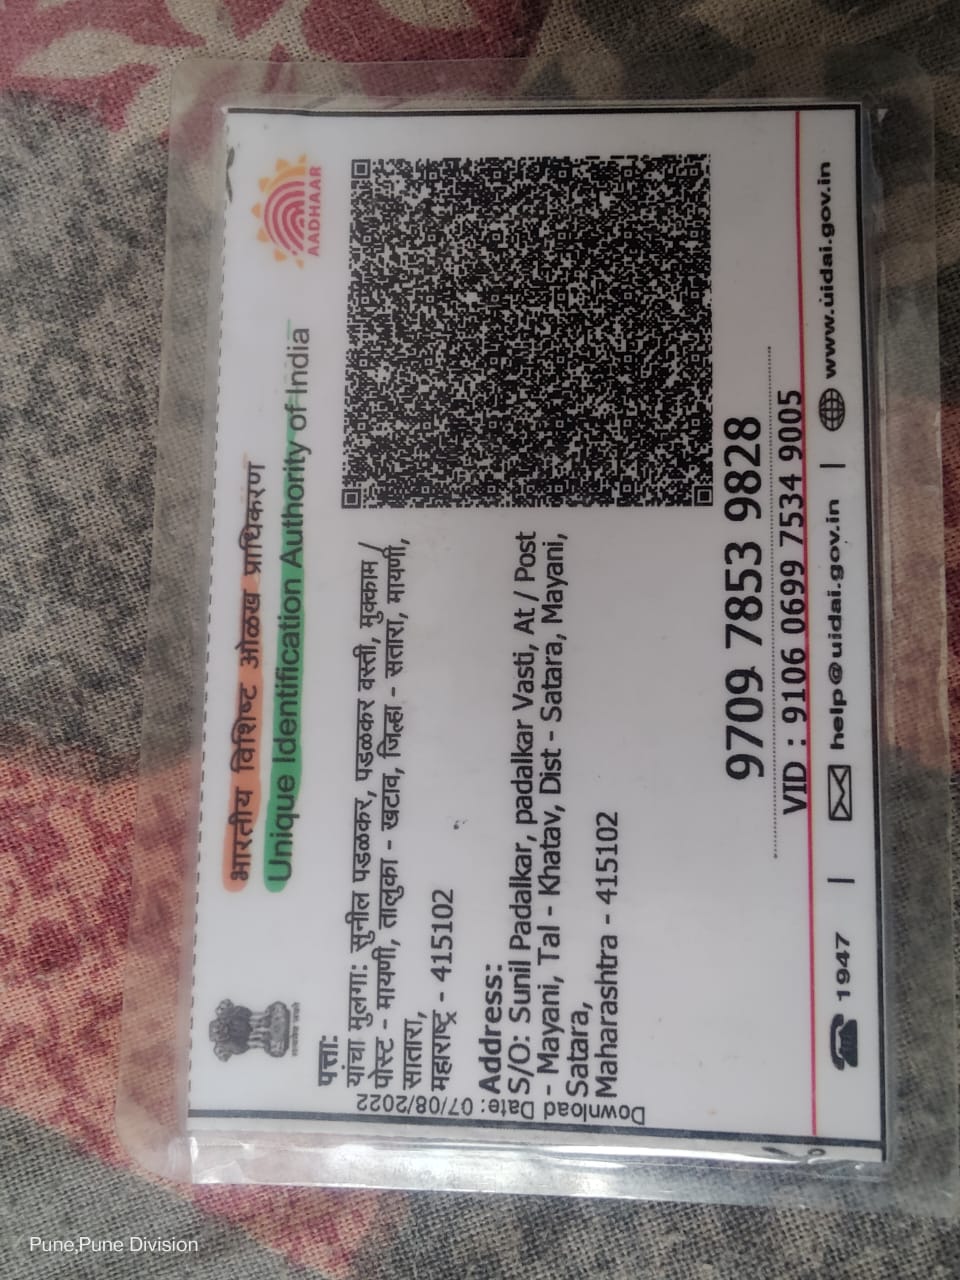 भारतीय विशिष्ट ओळख प्राधिकरण
Unique Identification Authority of India
AADHAAR
पत्ता:
यांचा मुलगा: सुनील पडळकर, पडळकर वस्ती, मुक्काम /
पोस्ट - मायणी, तालुका - खटाव, जिल्हा - सतारा, मायणी,
सातारा,
महाराष्ट्र - 415102
Address:
S/O: Sunil Padalkar, padalkar Vasti, At / Post
- Mayani, Tal - Khatav, Dist - Satara, Mayani,
Satara,
Maharashtra - 415102
Download Date: 07/08/2022
9709 7853 9828
VID : 9106 0699 7534 9005
1947 | help@uidai.gov.in | www.uidai.gov.in
Pune,Pune Division